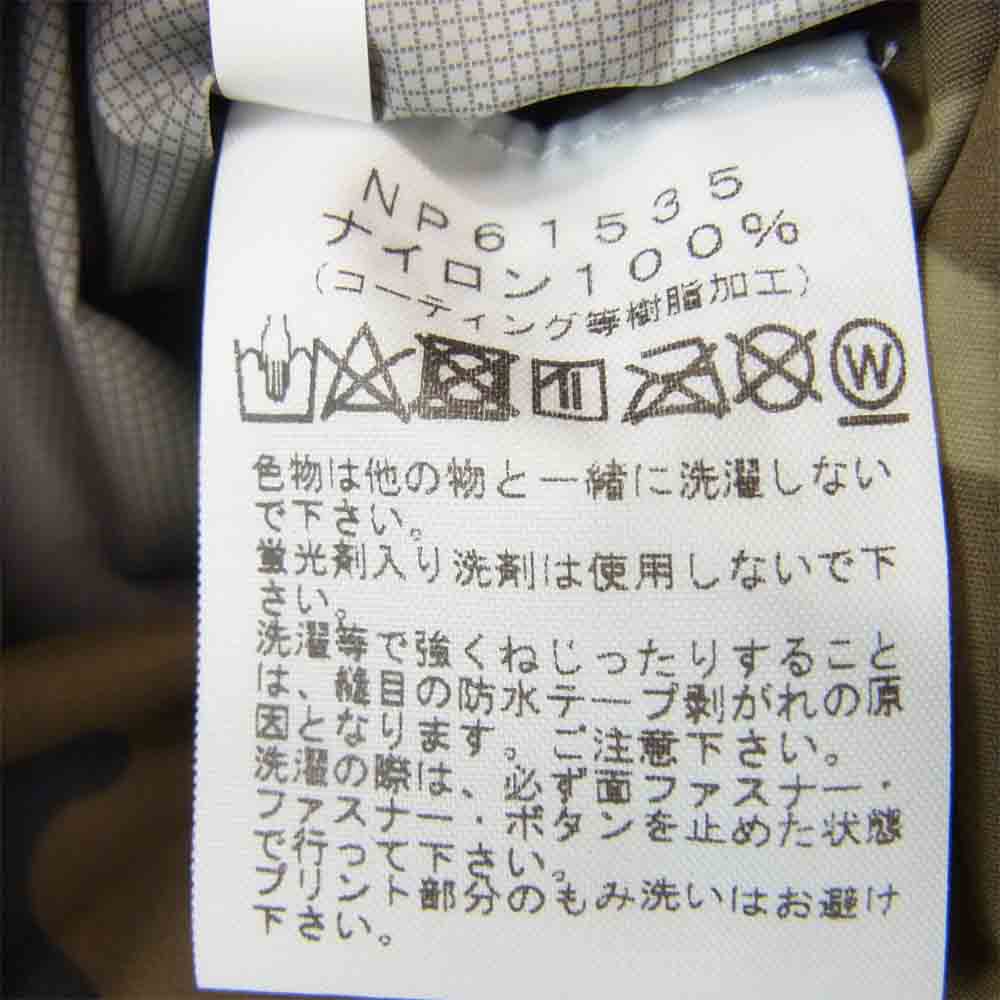 NP61535
ナイロン100%
(コーティング等樹脂加工)
W
色物は他の物と一緒に洗濯しない
で下さい。
蛍光剤入り洗剤は使用しないで下
さい。
洗濯等で強くねじったりすること
は、縫目の防水テープ剥がれの原
因となります。ご注意下さい。
洗濯の際は、必ず面ファスナー・
ファスナー・ボタンを止めた状態
で行って下さい。
プリント部分のもみ洗いはお避け
下さい。